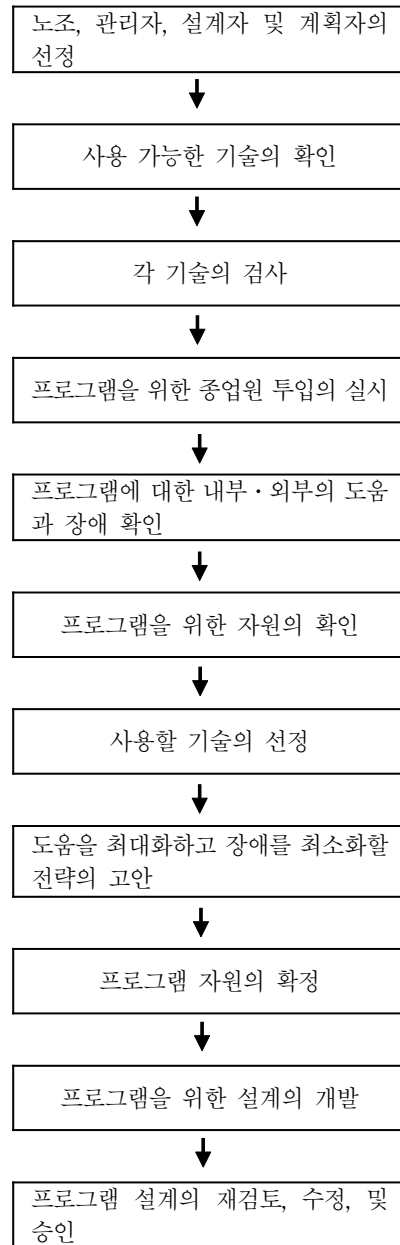 노조, 관리자, 설계자 및 계획자의
선정
사용 가능한 기술의 확인
각 기술의 검사
프로그램을 위한 종업원 투입의 실시
프로그램에 대한 내부·외부의 도움
과 장애 확인
프로그램을 위한 자원의 확인
사용할 기술의 선정
도움을 최대화하고 장애를 최소화할
전략의 고안
프로그램 자원의 확정
프로그램을 위한 설계의 개발
프로그램 설계의 재검토, 수정, 및
승인